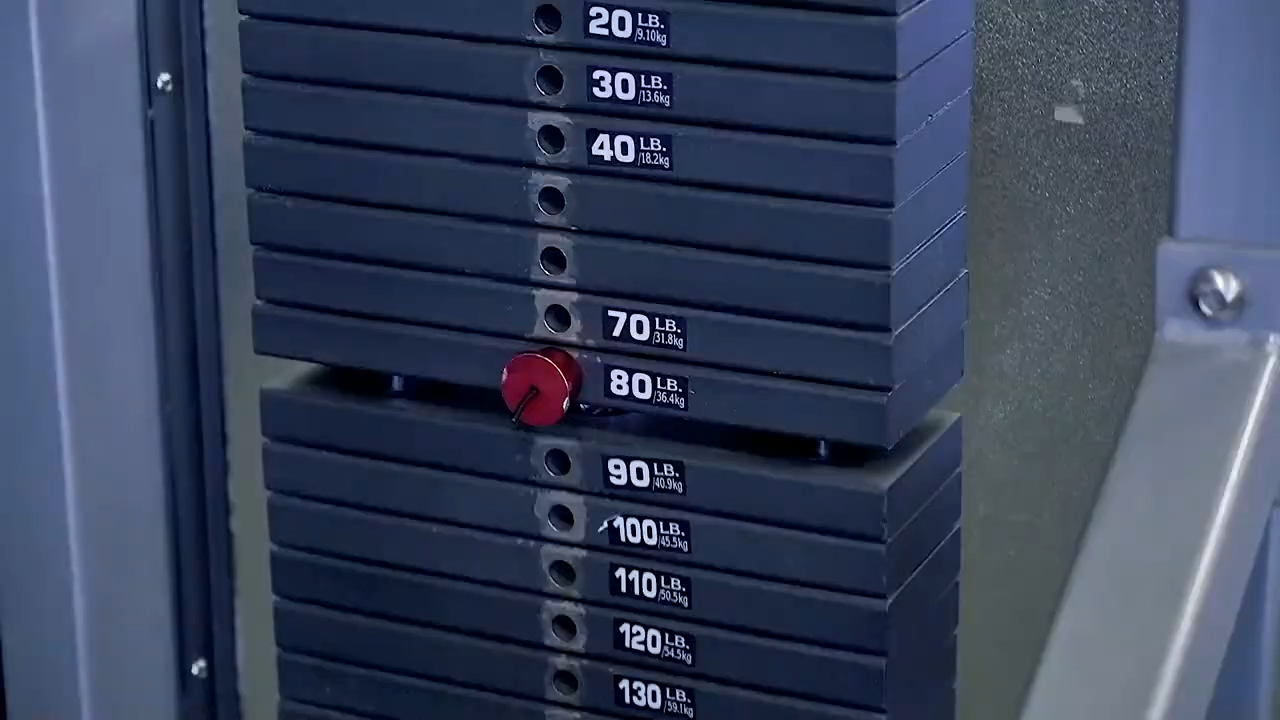 20 LB./9.10kg
30 LB./13.6kg
40 LB./18.2kg
70 LB./31.8kg
80 LB./36.4kg
90 LB./40.9kg
100 LB./45.5kg
110 LB./50.5kg
120 LB./54.5kg
130 LB./59.1kg